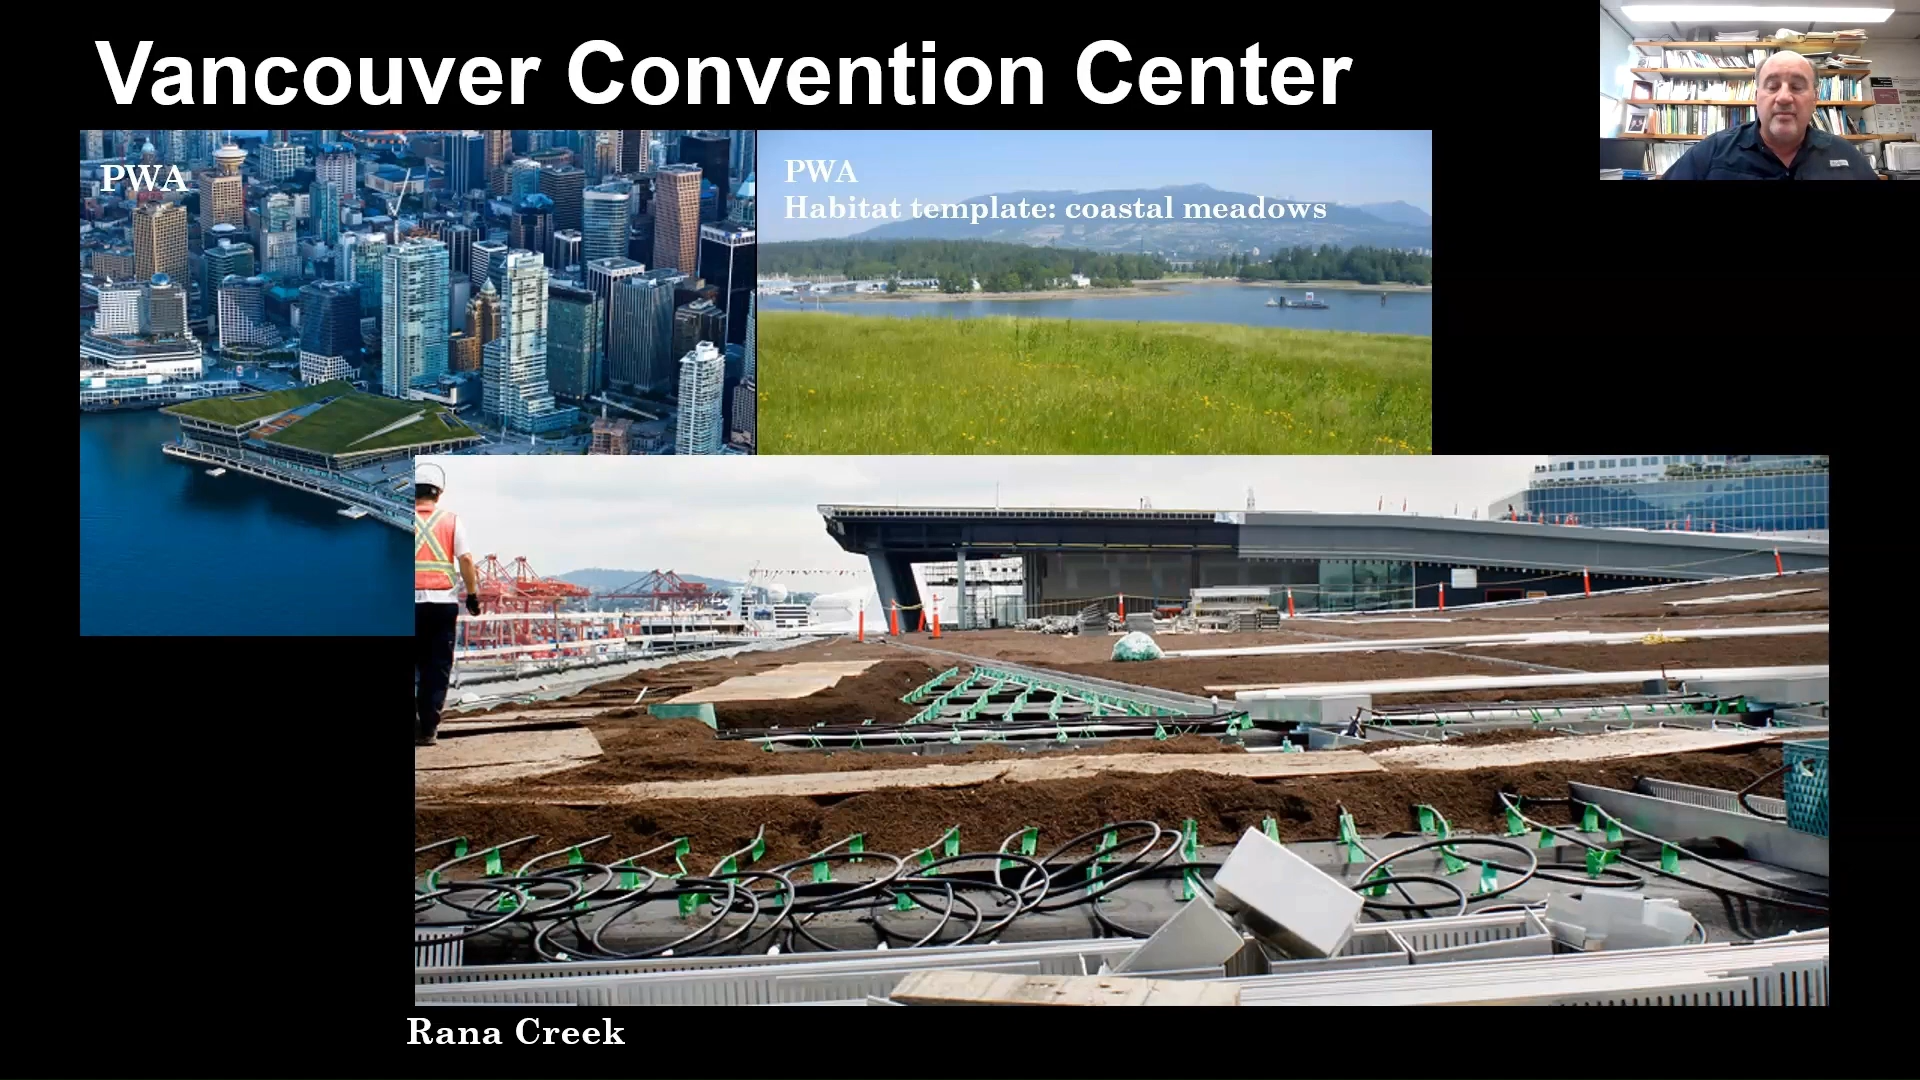 Vancouver Convention Center
PWA
PWA
Habitat template: coastal meadows
Rana Creek